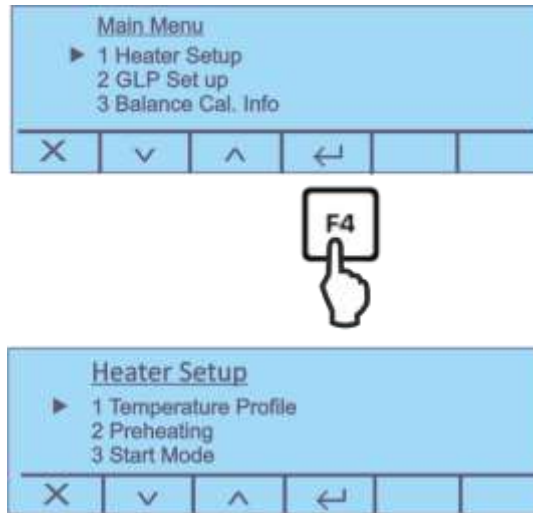 Main Menu
1 Heater Setup
2 GLP Set up
3 Balance Cal. Info
F4
Heater Setup
1 Temperature Profile
2 Preheating
3 Start Mode